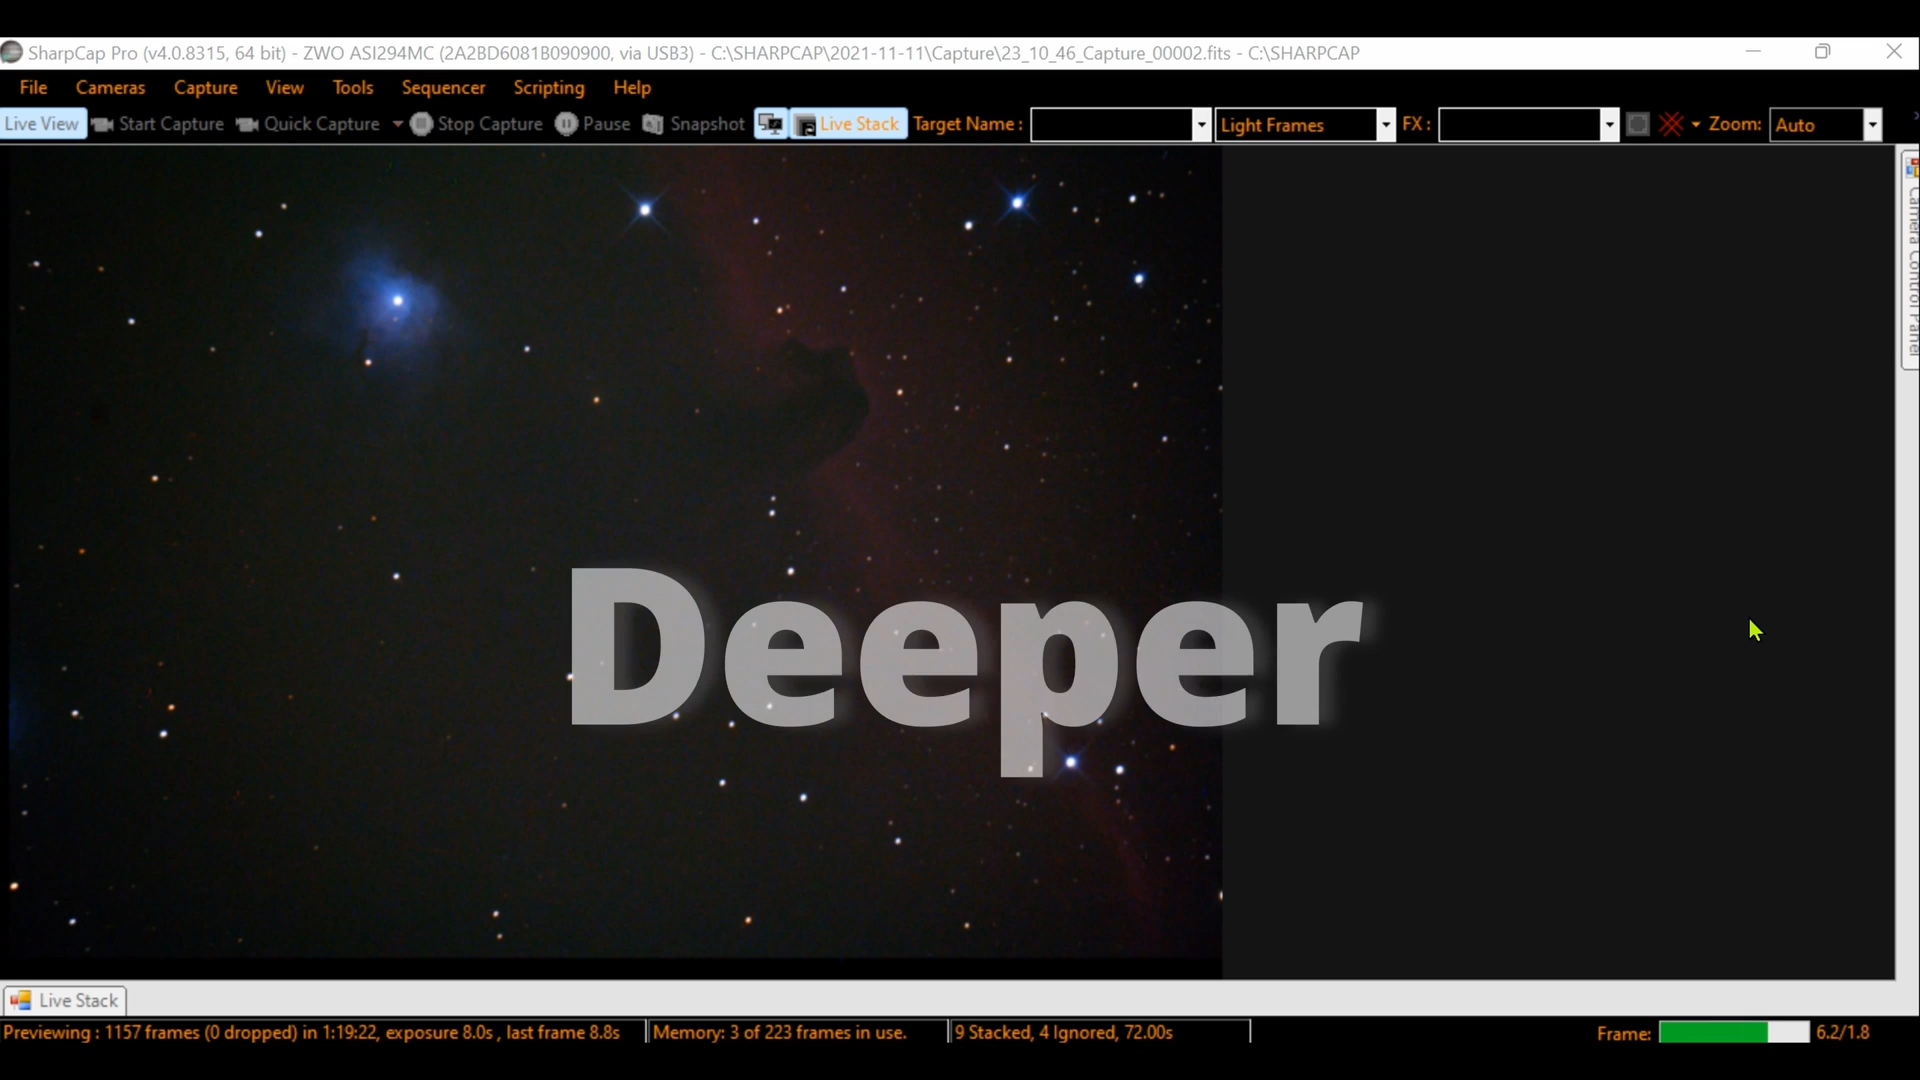 SharpCap Pro (v4.0.8315, 64 bit) - ZWO ASI294MC (2A2BD6081B090900, via USB3) - C:\SHARPCAP\2021-11-11\Capture\23_10_46_Capture_00002.fits - C:\SHARPCAP
File Cameras Capture View Tools Sequencer Scripting Help
Live View Start Capture Quick Capture Stop Capture Pause Snapshot Live Stack Target Name : Light Frames FX : Zoom: Auto
Camera Control Panel
Deeper
Live Stack
Previewing : 1157 frames (0 dropped) in 1:19:22, exposure 8.0s , last frame 8.8s Memory: 3 of 223 frames in use. 9 Stacked, 4 Ignored, 72.00s Frame: 6.2/1.8